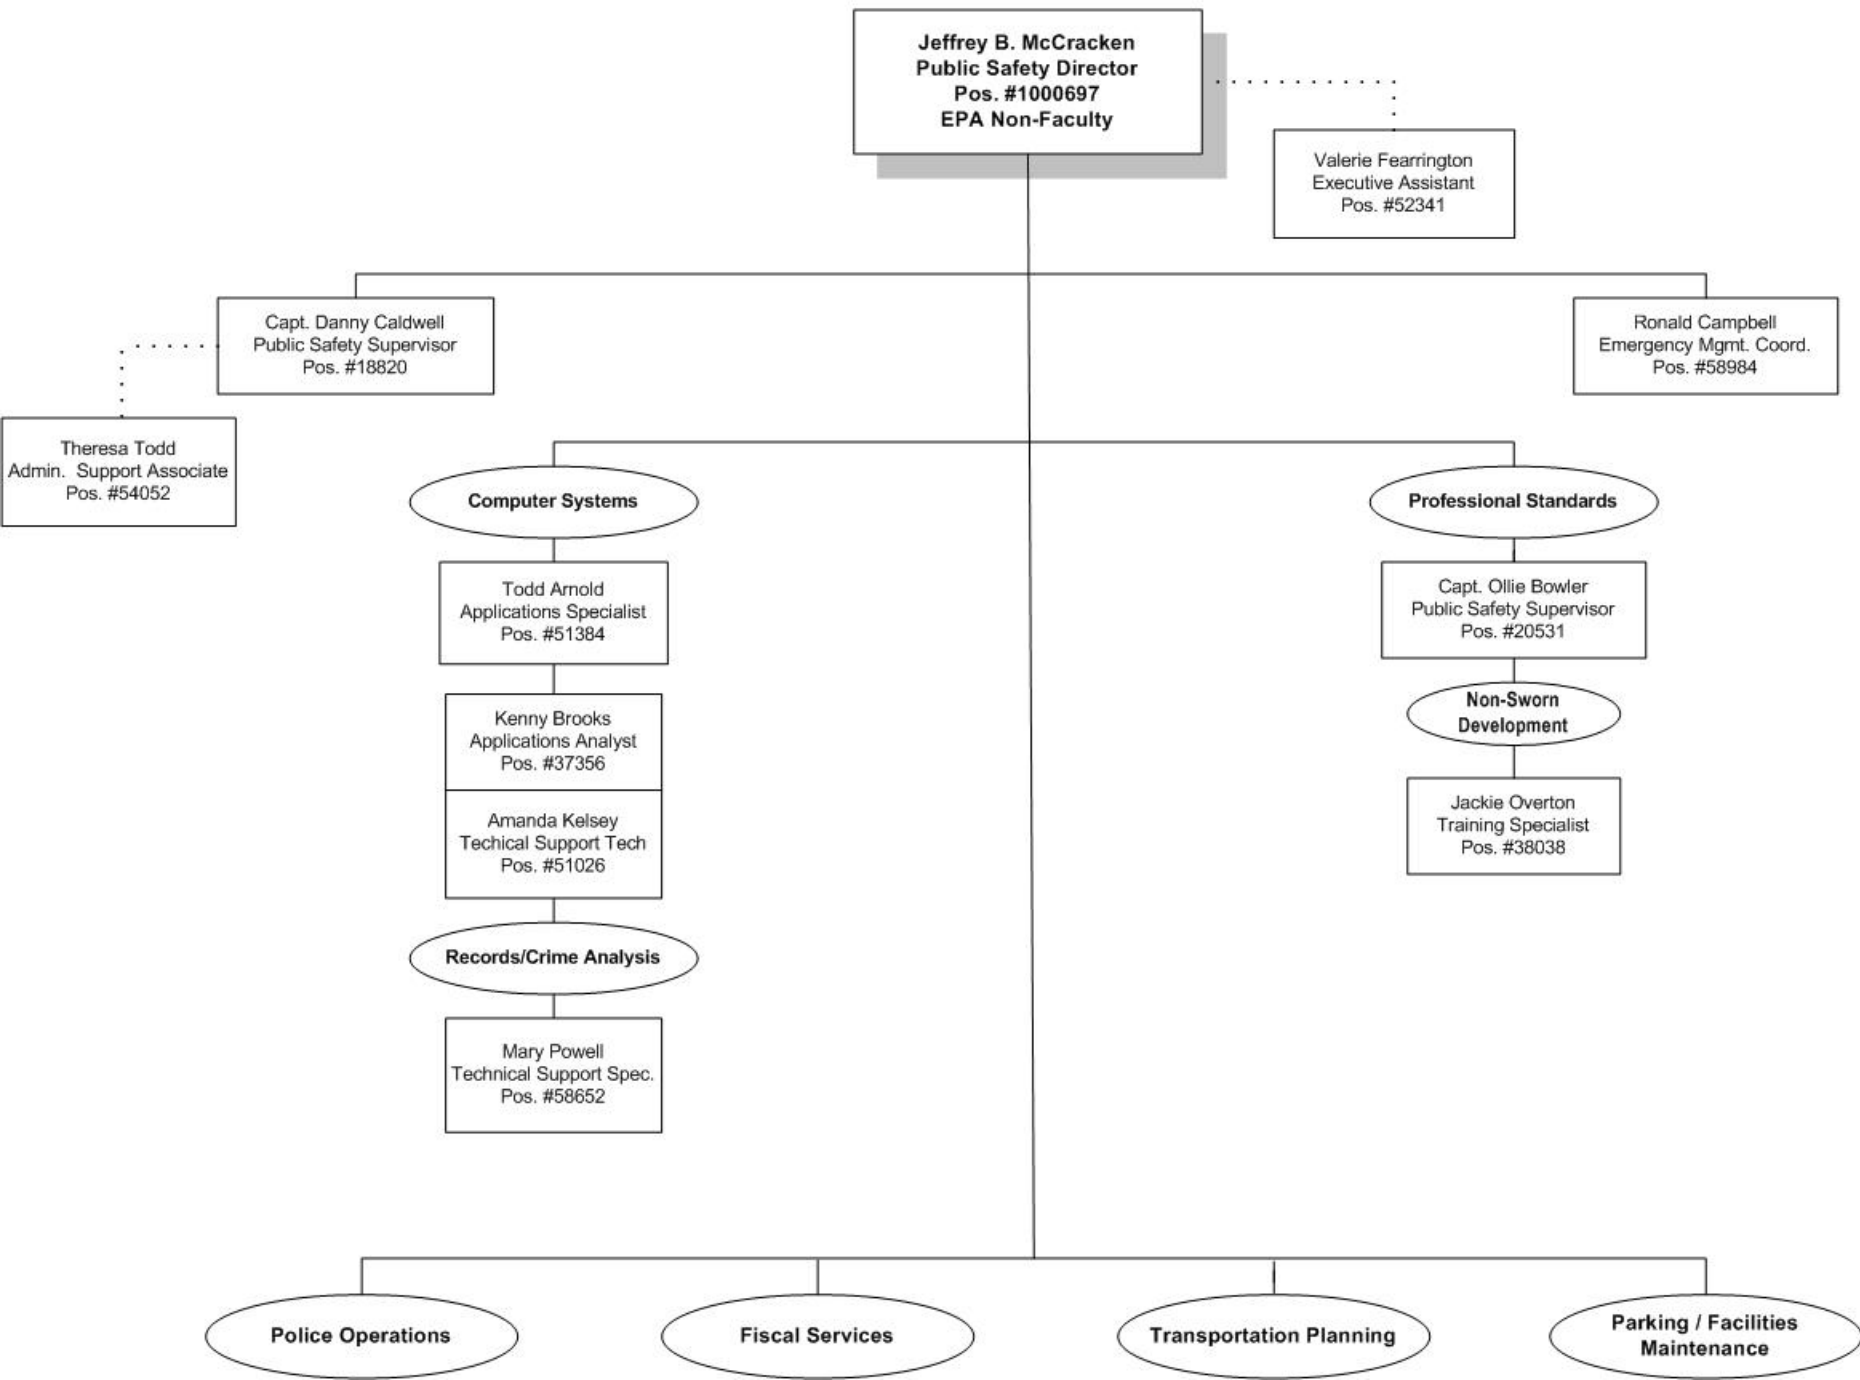 Jeffrey B. McCracken
Public Safety Director
Pos. #1000697
EPA Non-Faculty
Valerie Fearrington
Executive Assistant
Pos. #52341
Capt. Danny Caldwell
Public Safety Supervisor
Pos. #18820
Ronald Campbell
Emergency Mgmt. Coord.
Pos. #58984
Theresa Todd
Admin.  Support Associate
Pos. #54052
Computer Systems
Todd Arnold
Applications Specialist
Pos. #51384
Kenny Brooks
Applications Analyst
Pos. #37356
Amanda Kelsey
Techical Support Tech
Pos. #51026
Records/Crime Analysis
Mary Powell
Technical Support Spec.
Pos. #58652
Professional Standards
Capt. Ollie Bowler
Public Safety Supervisor
Pos. #20531
Non-Sworn
Development
Jackie Overton
Training Specialist
Pos. #38038
Police Operations
Fiscal Services
Transportation Planning
Parking / Facilities
Maintenance